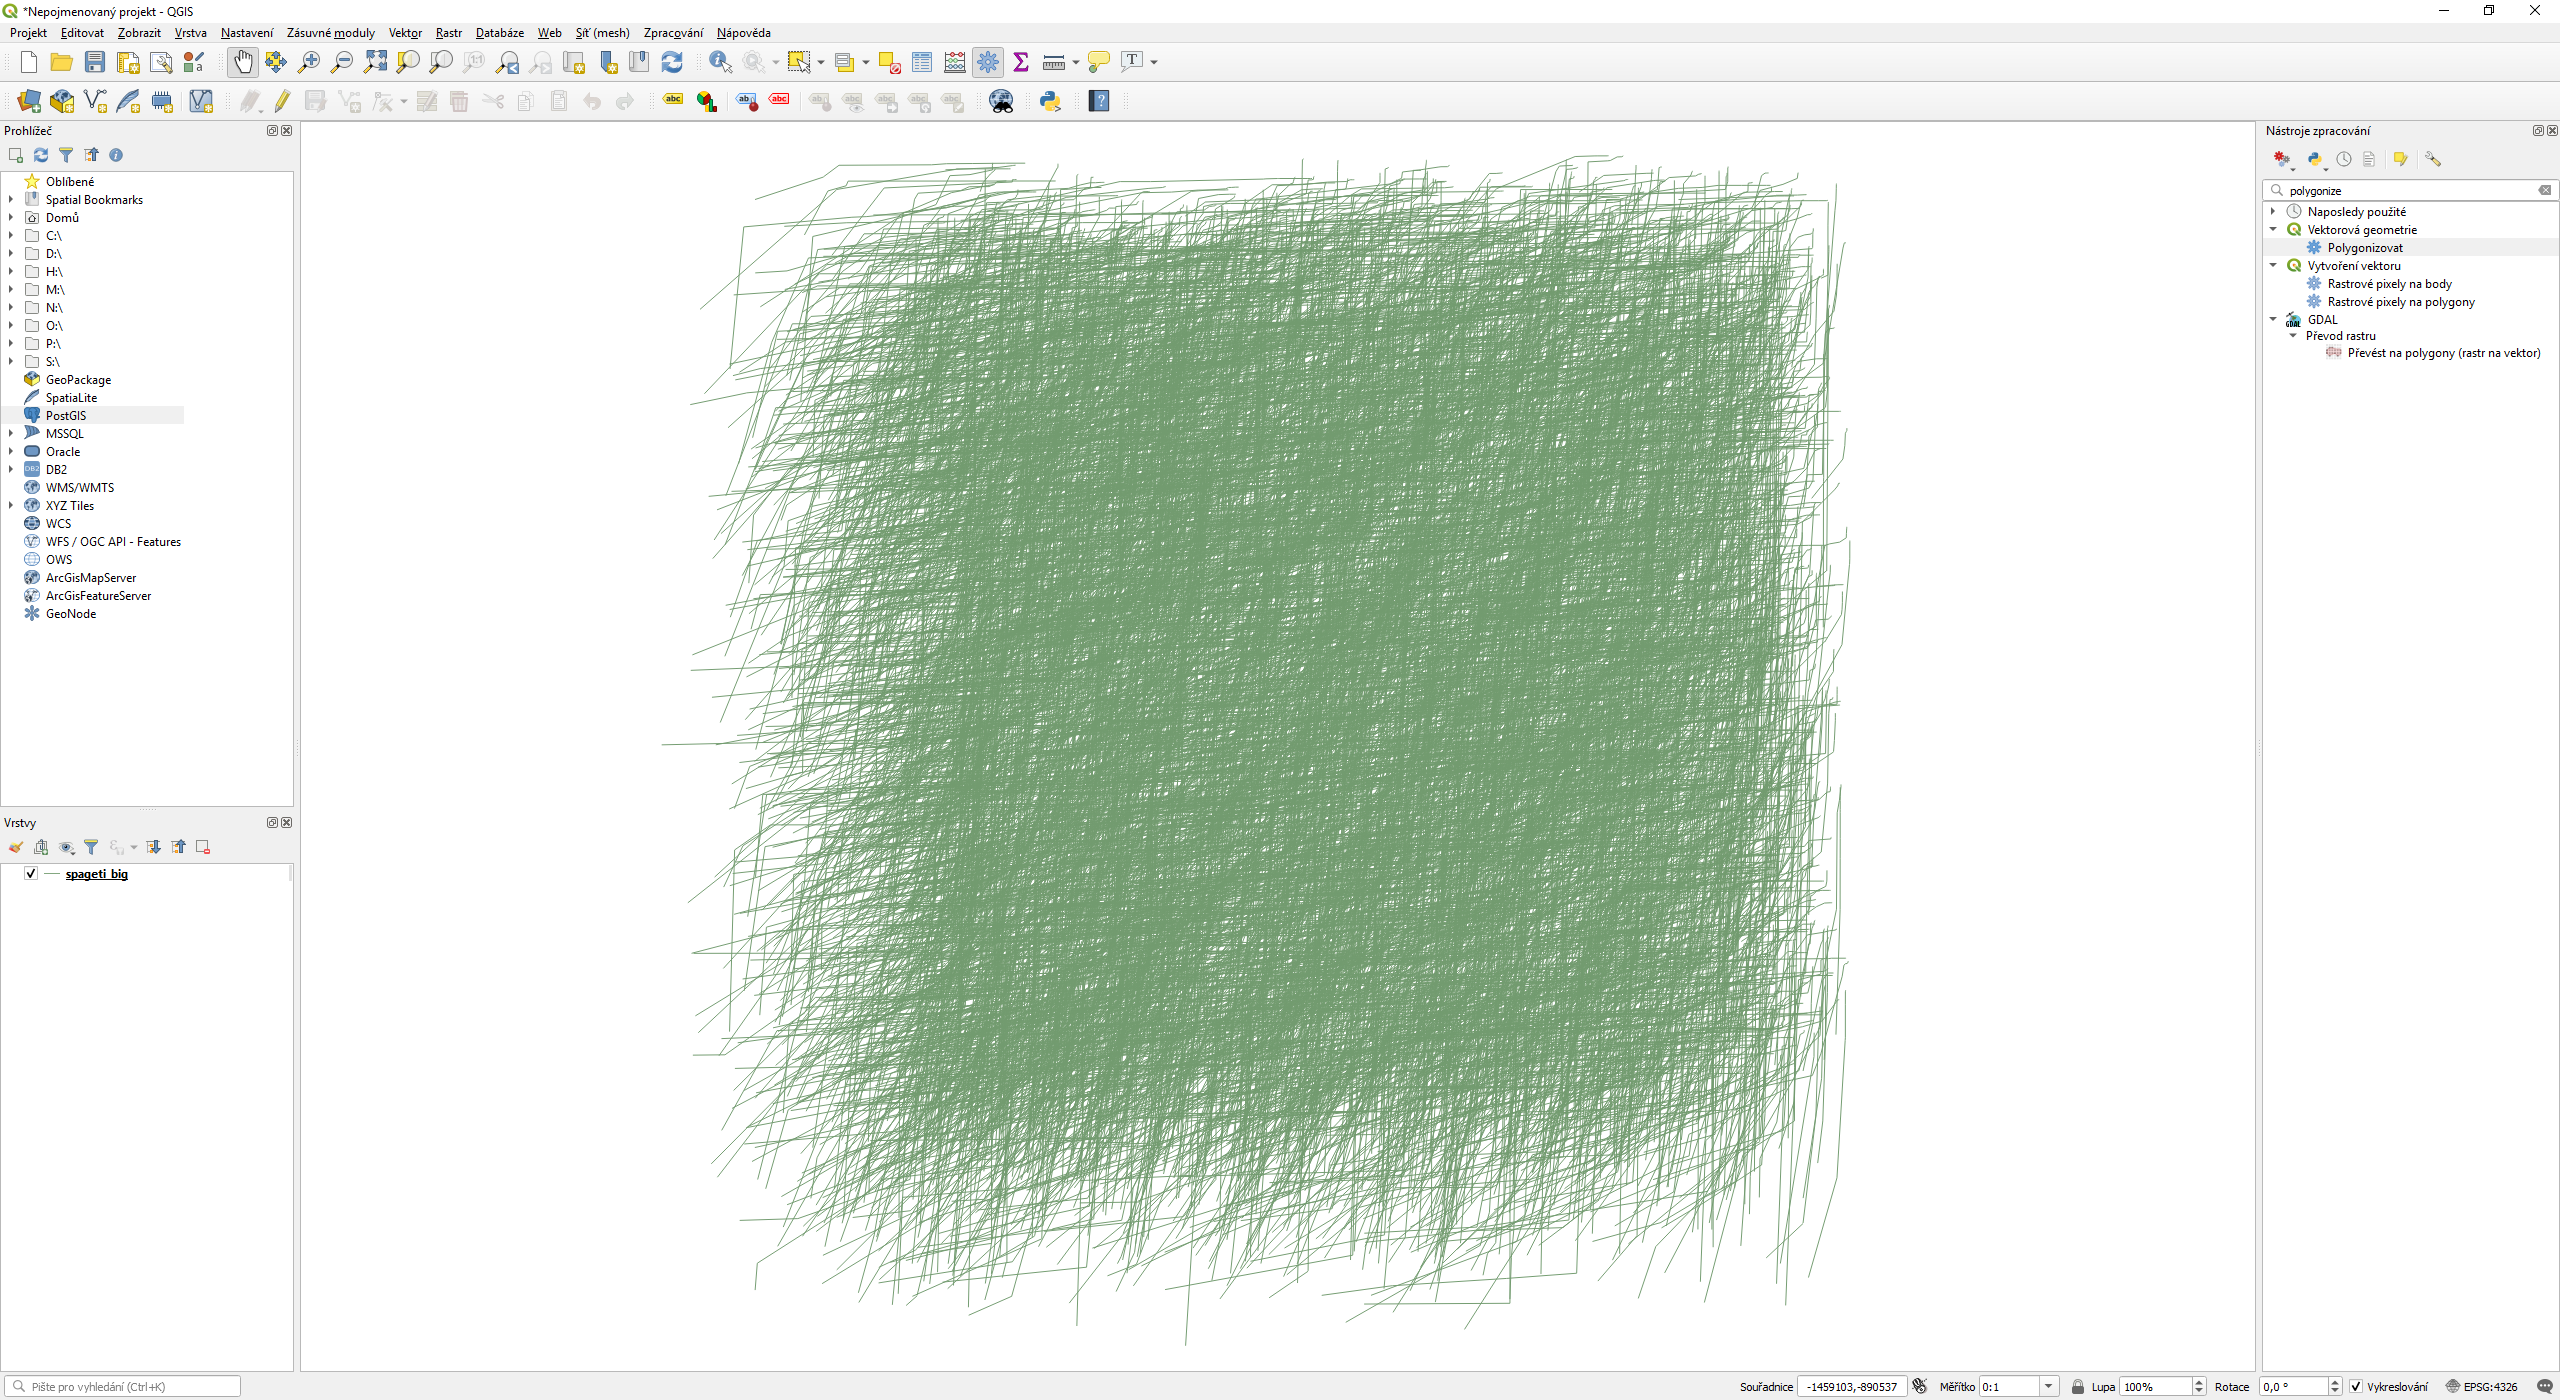 *Nepojmenovaný projekt - QGIS
Projekt Editovat Zobrazit Vrstva Nastavení Zásuvné moduly Vektor Rastr Databáze Web Síť (mesh) Zpracování Nápověda
Prohlížeč
Oblíbené
Spatial Bookmarks
Domů
C:\
D:\
H:\
M:\
N:\
O:\
P:\
S:\
GeoPackage
SpatiaLite
PostGIS
MSSQL
Oracle
DB2
WMS/WMTS
XYZ Tiles
WCS
WFS / OGC API - Features
OWS
ArcGisMapServer
ArcGisFeatureServer
GeoNode
Vrstvy
spageti_big
Nástroje zpracování
polygonize
Naposledy použité
Vektorová geometrie
Polygonizovat
Vytvoření vektoru
Rastrové pixely na body
Rastrové pixely na polygony
GDAL
Převod rastru
Převést na polygony (rastr na vektor)
Pište pro vyhledání (Ctrl+K)
Souřadnice -1459103,-890537 Měřítko 0:1 Lupa 100% Rotace 0,0 ° Vykreslování EPSG:4326